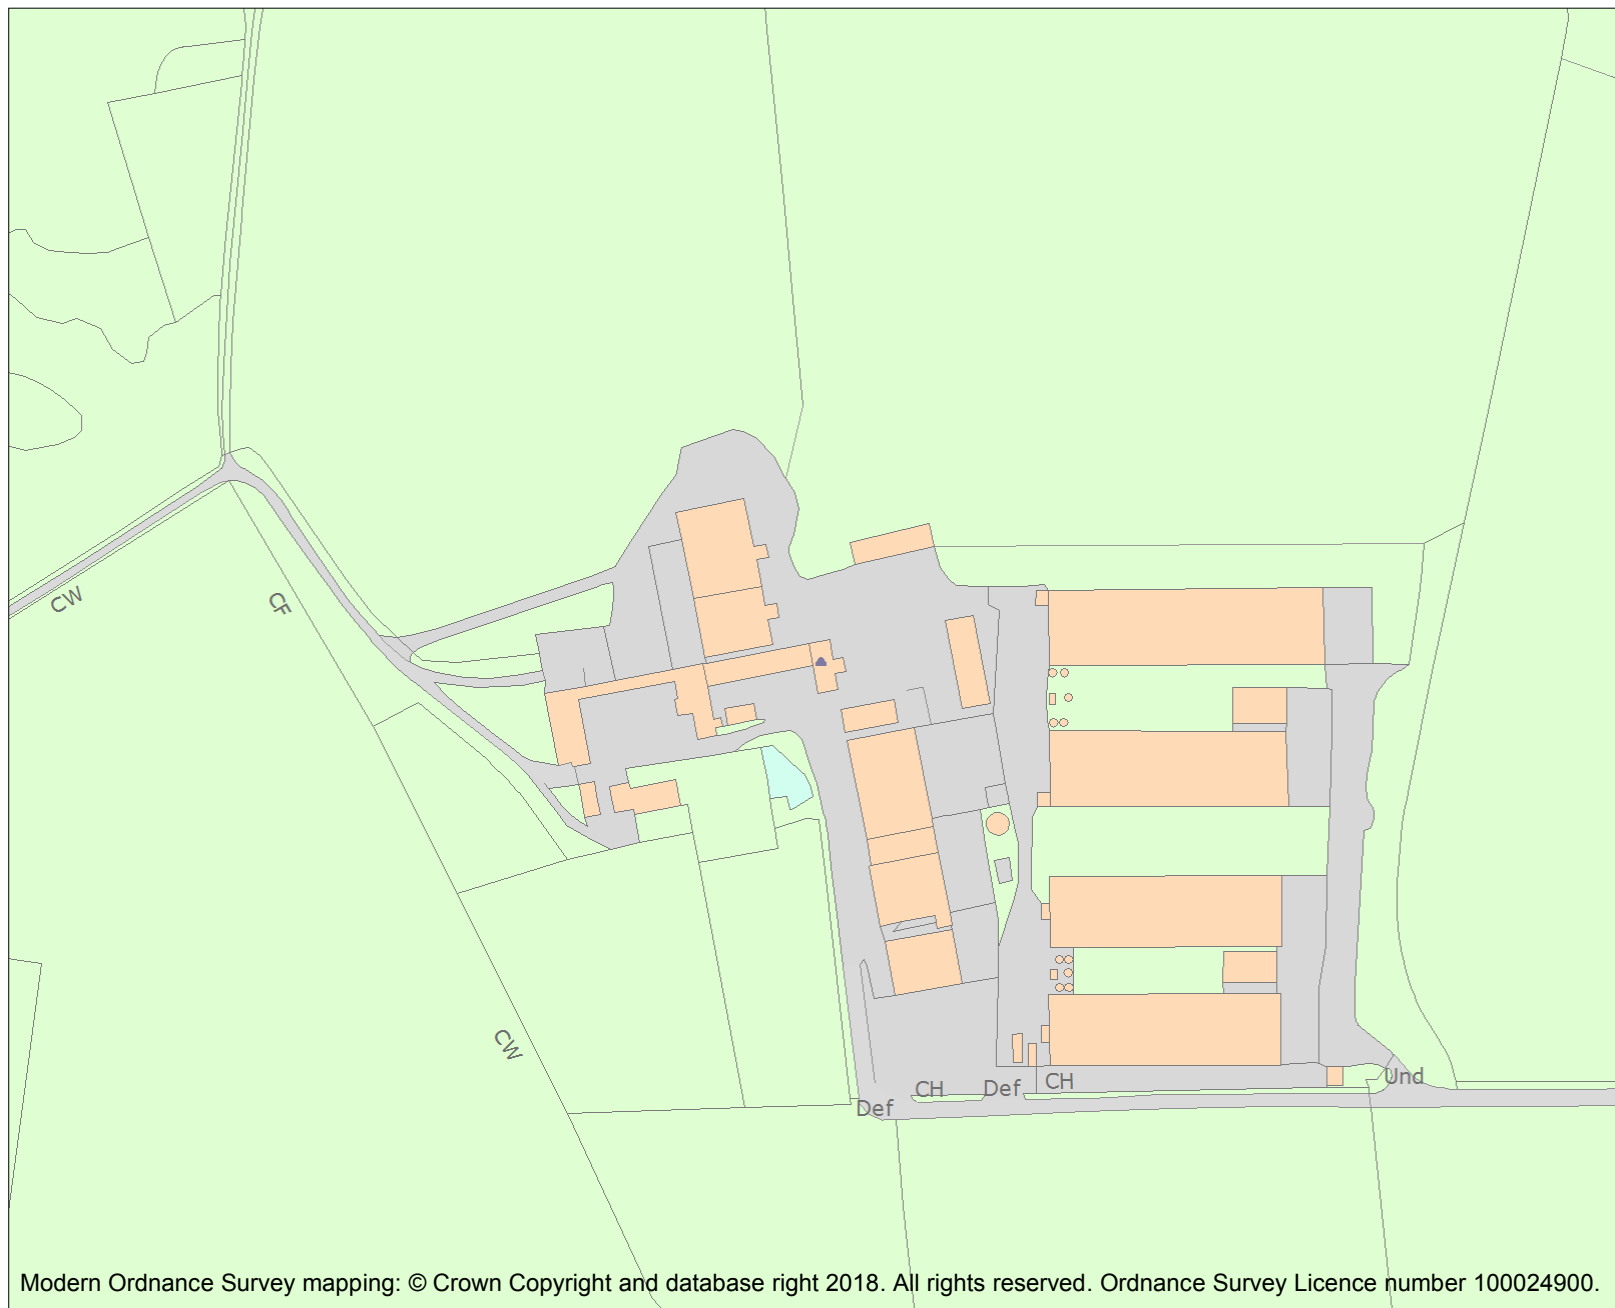 CW
CF
CW
CH
Def
CH
Und
Def
Modern Ordnance Survey mapping: © Crown Copyright and database right 2018. All rights reserved. Ordnance Survey Licence number 100024900.